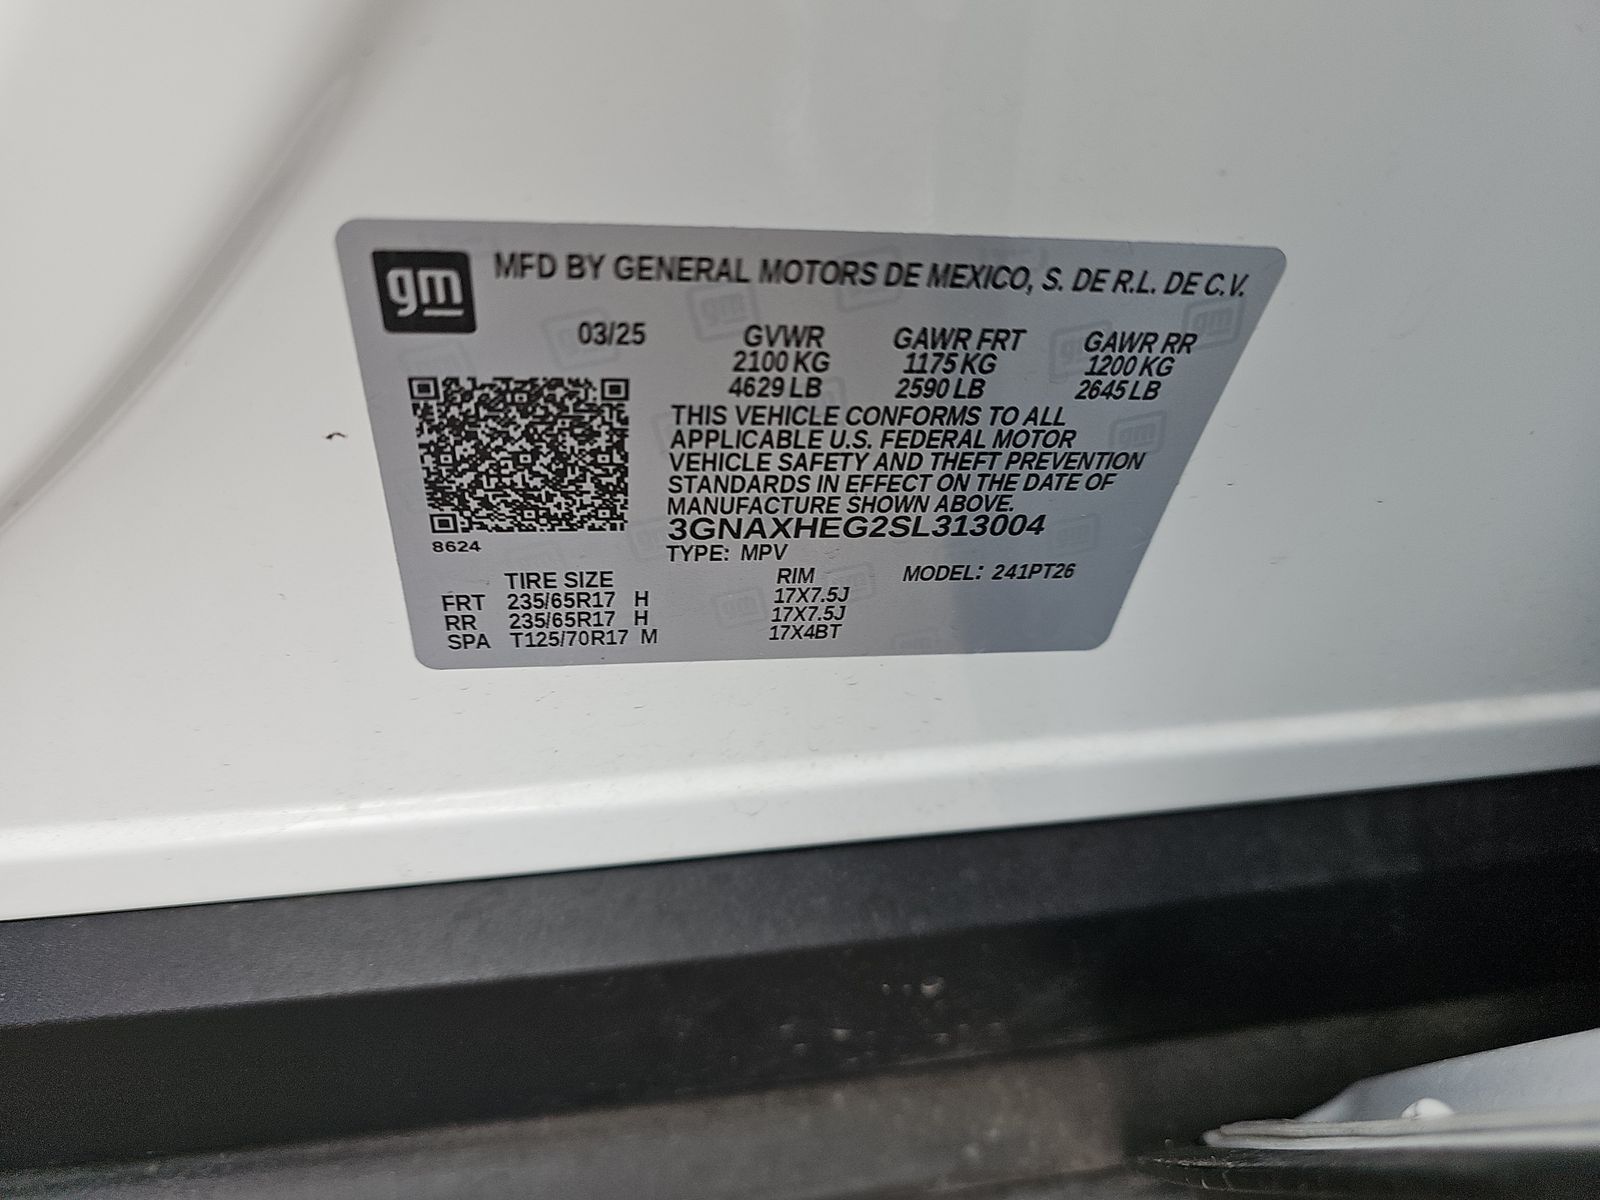 gm MFD BY GENERAL MOTORS DE MEXICO, S. DE R.L. DE C.V.
03/25 GVWR GAWR FRT GAWR RR
2100 KG 1175 KG 1200 KG
4629 LB 2590 LB 2645 LB
THIS VEHICLE CONFORMS TO ALL
APPLICABLE U.S. FEDERAL MOTOR
VEHICLE SAFETY AND THEFT PREVENTION
STANDARDS IN EFFECT ON THE DATE OF
MANUFACTURE SHOWN ABOVE.
3GNAXHEG2SL313004
8624
TYPE: MPV
MODEL: 241PT26
TIRE SIZE RIM
FRT 235/65R17 H 17X7.5J
RR 235/65R17 H 17X7.5J
SPA T125/70R17 M 17X4BT